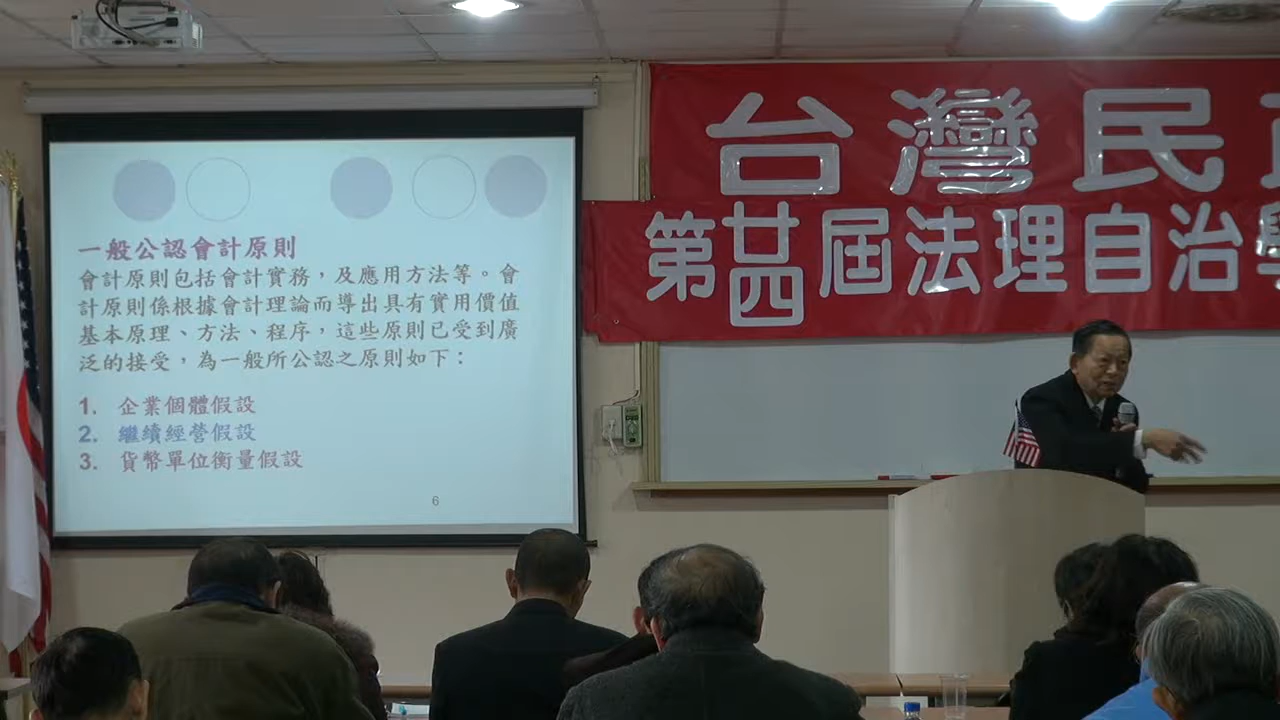 台灣民
第廿四屆法理自治學
一般公認會計原則
會計原則包括會計實務，及應用方法等。會
計原則係根據會計理論而導出具有實用價值
基本原理、方法、程序，這些原則已受到廣
泛的接受，為一般所公認之原則如下：
1. 企業個體假設
2. 繼續經營假設
3. 貨幣單位衡量假設
6